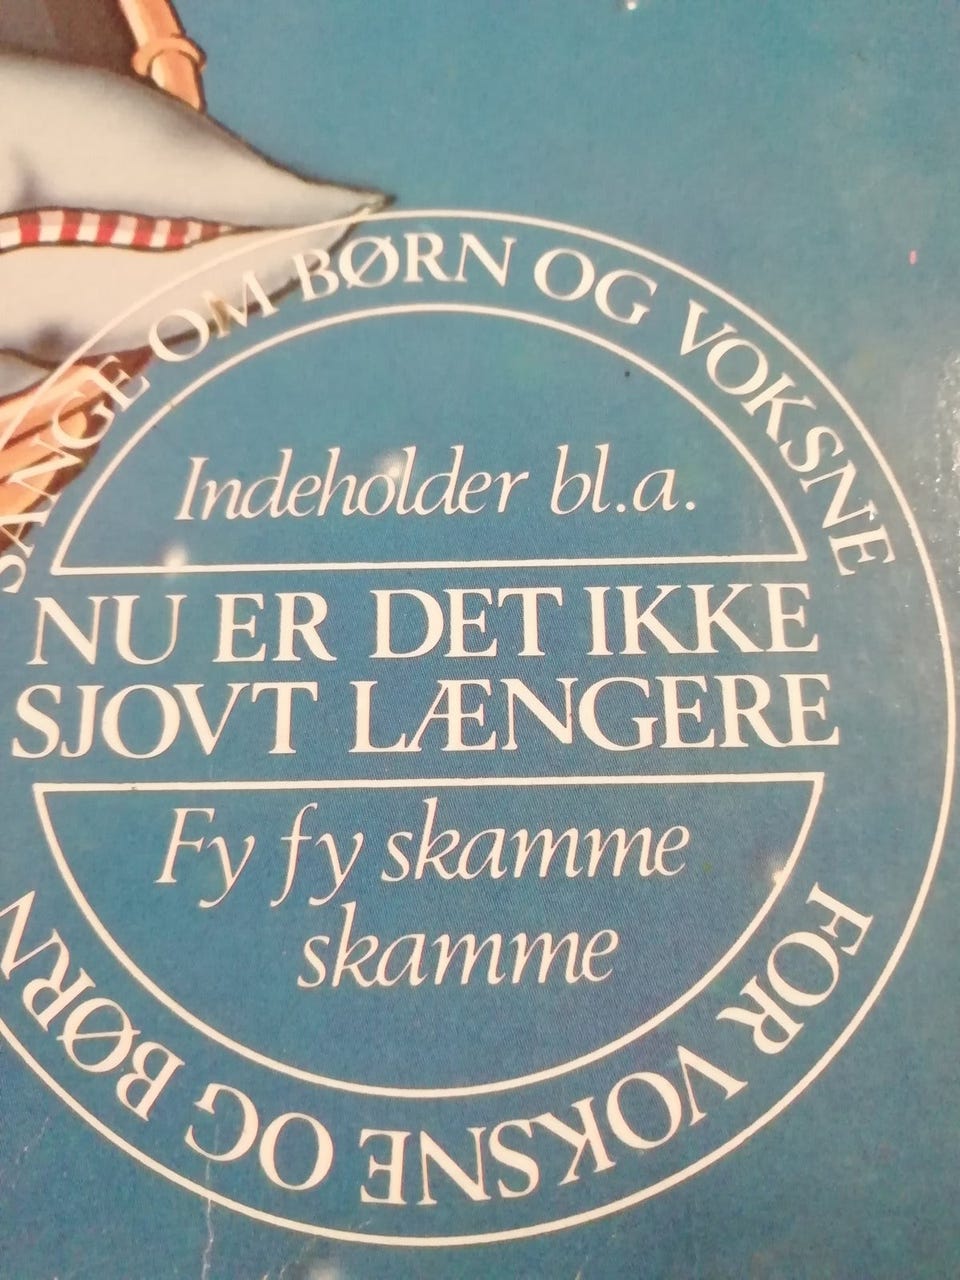 SANGE OM BØRN OG VOKSNE
Indeholder bl.a.
NU ER DET IKKE
SJOVT LÆNGERE
Fy fy skamme
skamme
FOR VOKSNE OG BØRN